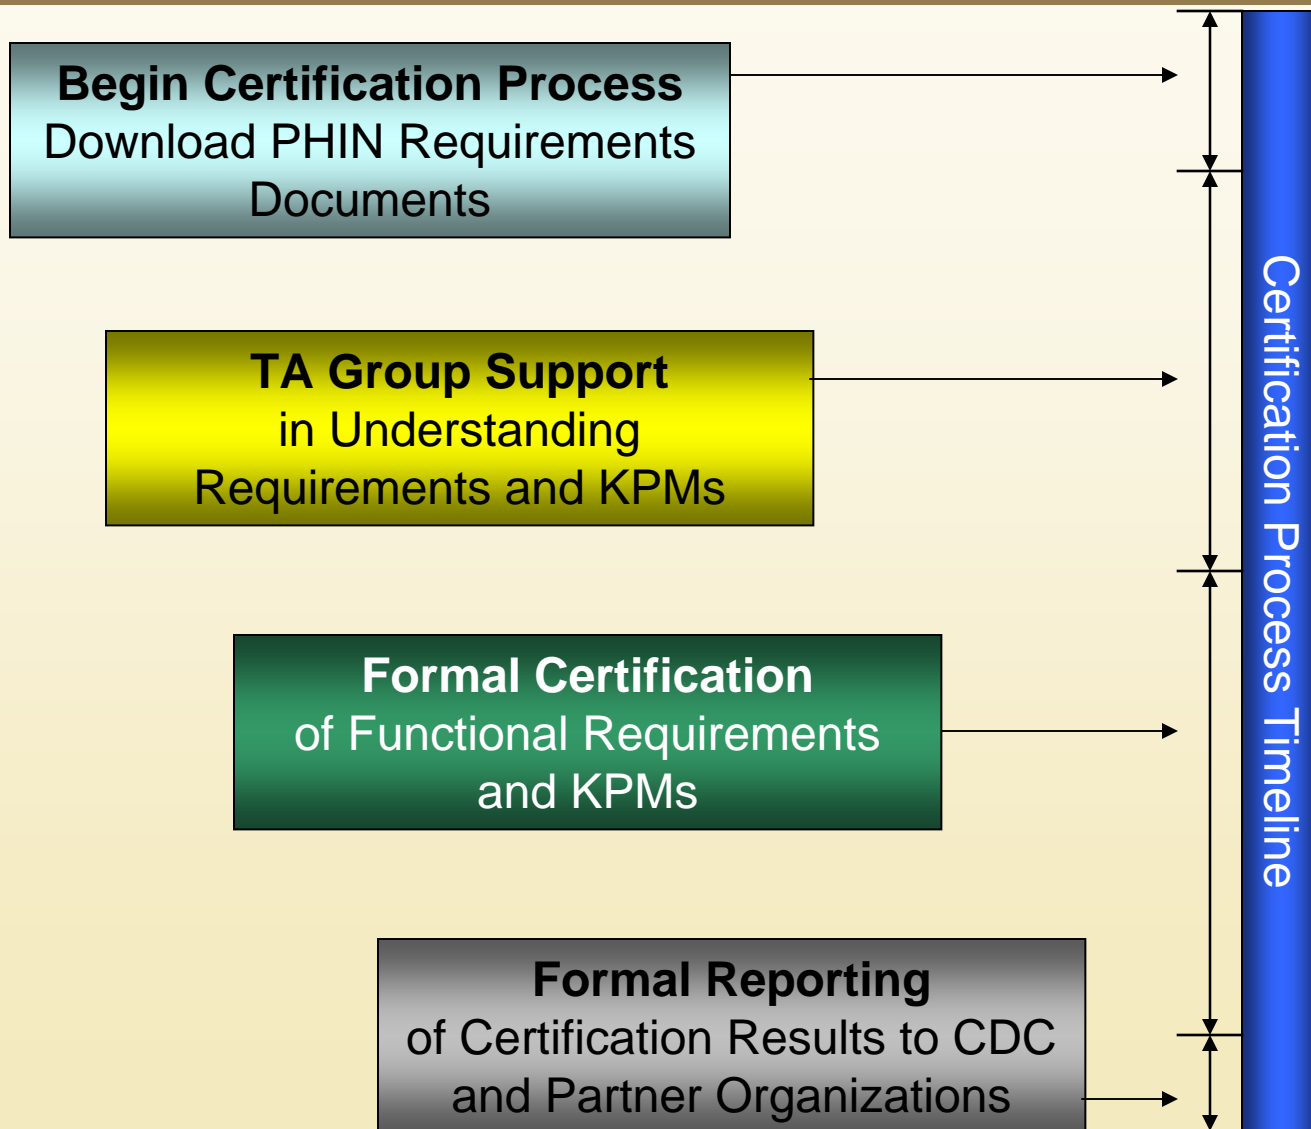 Begin Certification Process
Download PHIN Requirements
Documents
TA Group Support
in Understanding
Requirements and KPMs
Formal Certification
of Functional Requirements
and KPMs
Formal Reporting
of Certification Results to CDC
and Partner Organizations
Certification Process Timeline